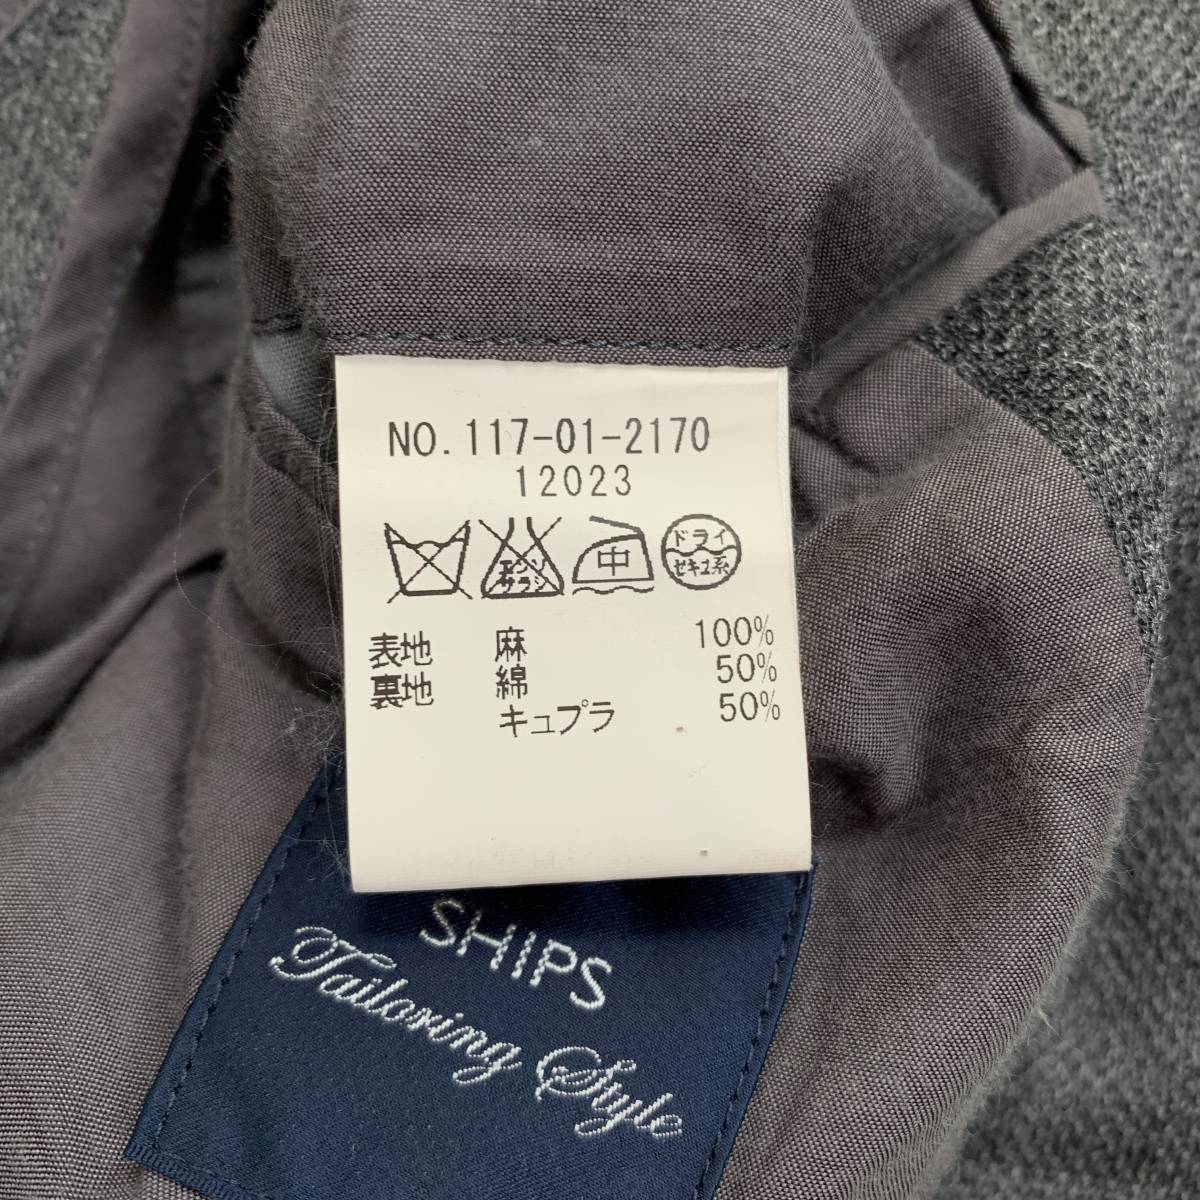 NO. 117-01-2170
12023
エンソ
サラシ
中
ドライ
セキユ系
表地 麻 100%
裏地 綿 50%
キュプラ 50%
SHIPS
Tailoring Style